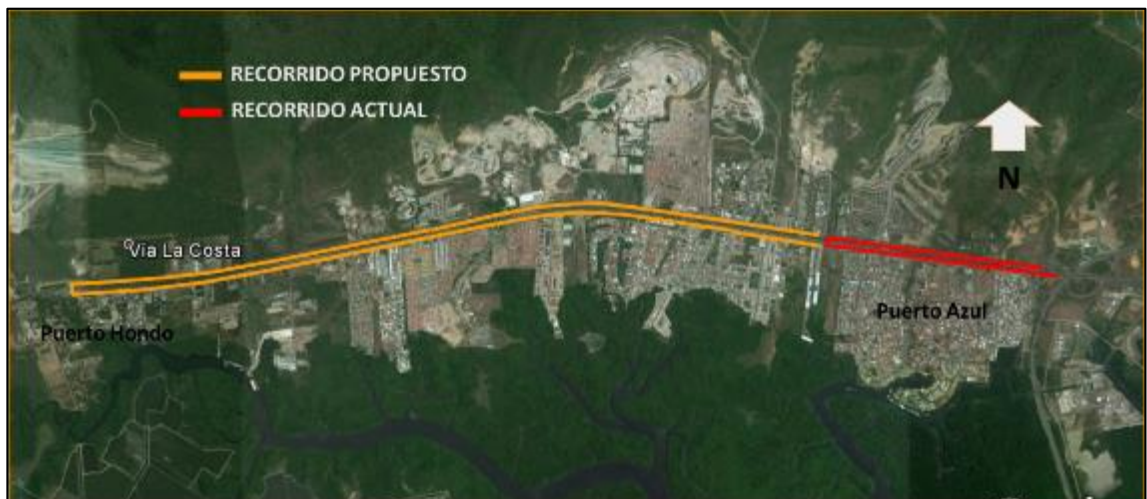 RECORRIDO PROPUESTO
RECORRIDO ACTUAL
N
Vía La Costa
Puerto Hondo
Puerto Azul